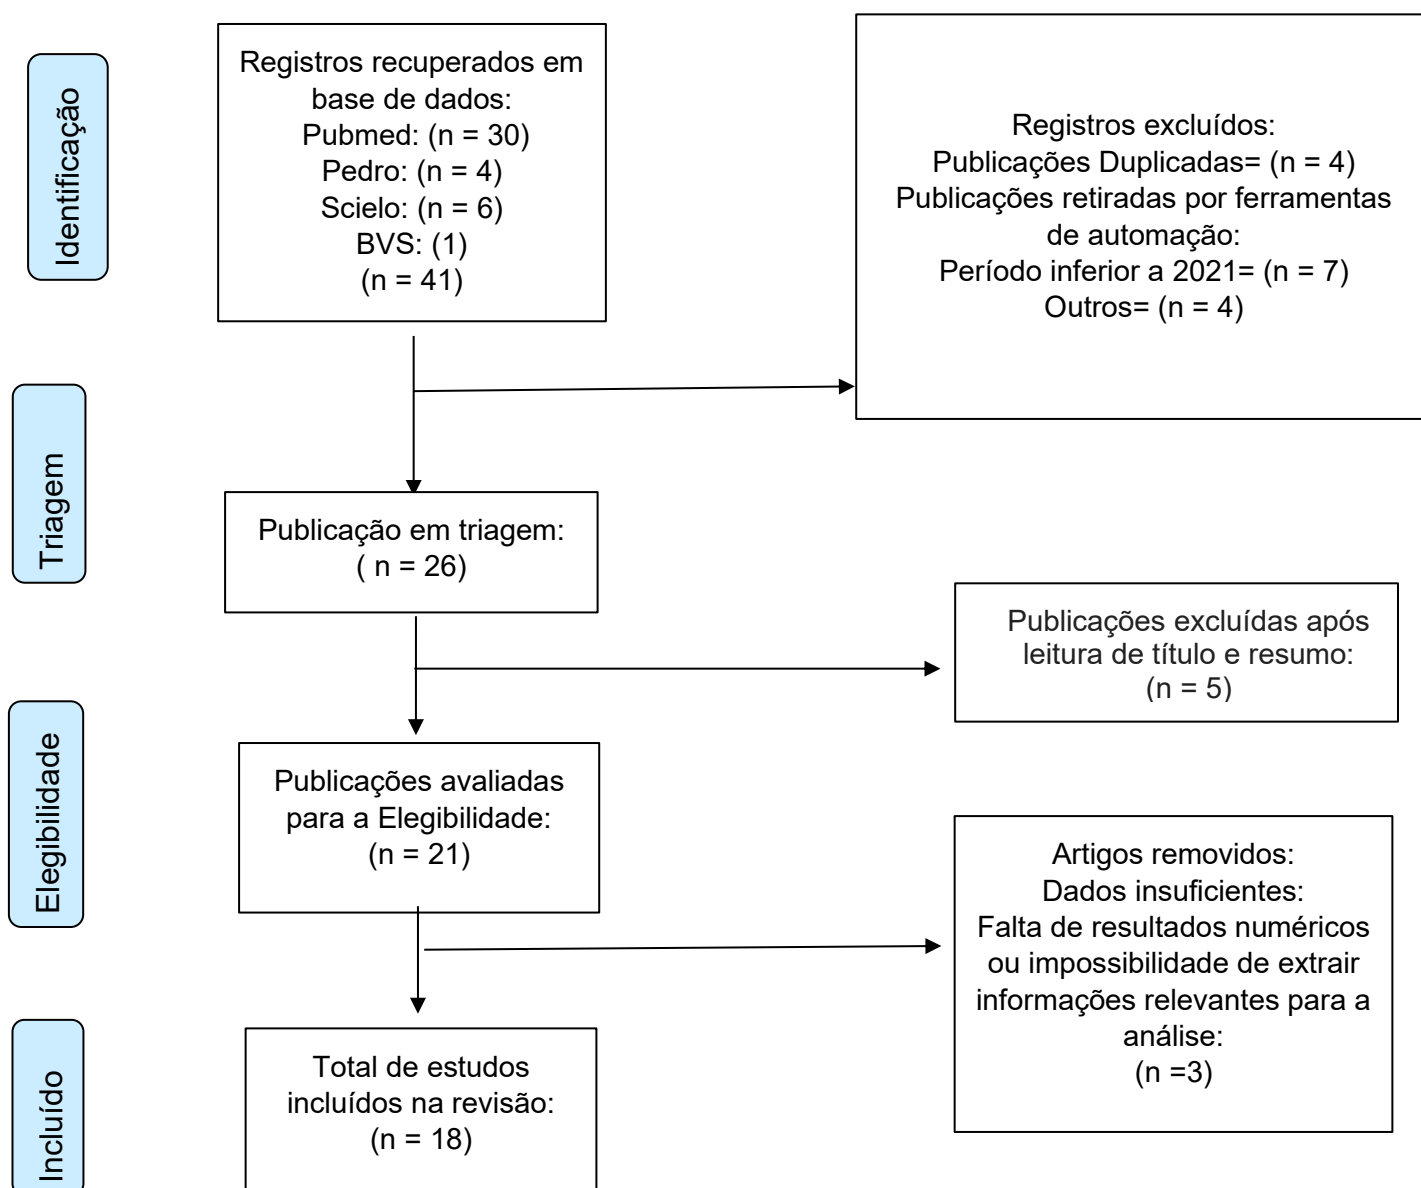 Identificação
Registros recuperados em
base de dados:
Pubmed: (n = 30)
Pedro: (n = 4)
Scielo: (n = 6)
BVS: (1)
(n = 41)
Registros excluídos:
Publicações Duplicadas= (n = 4)
Publicações retiradas por ferramentas
de automação:
Período inferior a 2021= (n = 7)
Outros= (n = 4)
Triagem
Publicação em triagem:
( n = 26)
Publicações excluídas após
leitura de título e resumo:
(n = 5)
Elegibilidade
Publicações avaliadas
para a Elegibilidade:
(n = 21)
Artigos removidos:
Dados insuficientes:
Falta de resultados numéricos
ou impossibilidade de extrair
informações relevantes para a
análise:
(n =3)
Incluído
Total de estudos
incluídos na revisão:
(n = 18)